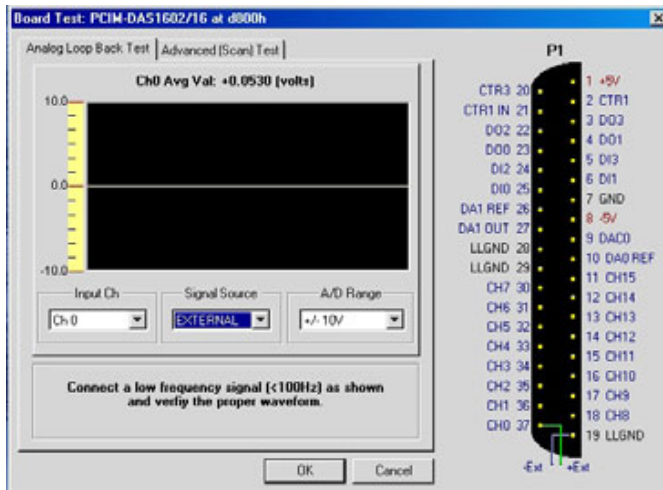 Board Test: PCIM-DAS1602/16 at d800h
Analog Loop Back Test
Advanced (Scan) Test
Ch0 Avg Val: +0.0530 (volts)
10.0
0.0
-10.0
Input Ch
Signal Source
A/D Range
Ch 0
EXTERNAL
+/- 10V
Connect a low frequency signal (<100Hz) as shown
and verfiy the proper waveform.
OK
Cancel
P1
CTR3 20
CTR1 IN 21
DO2 22
DO0 23
DI2 24
DI0 25
DA1 REF 26
DA1 OUT 27
LLGND 28
LLGND 29
CH7 30
CH6 31
CH5 32
CH4 33
CH3 34
CH2 35
CH1 36
CH0 37
1 +5V
2 CTR1
3 DO3
4 DO1
5 DI3
6 DI1
7 GND
8 -5V
9 DAC0
10 DA0 REF
11 CH15
12 CH14
13 CH13
14 CH12
15 CH11
16 CH10
17 CH9
18 CH8
19 LLGND
-Ext
+Ext